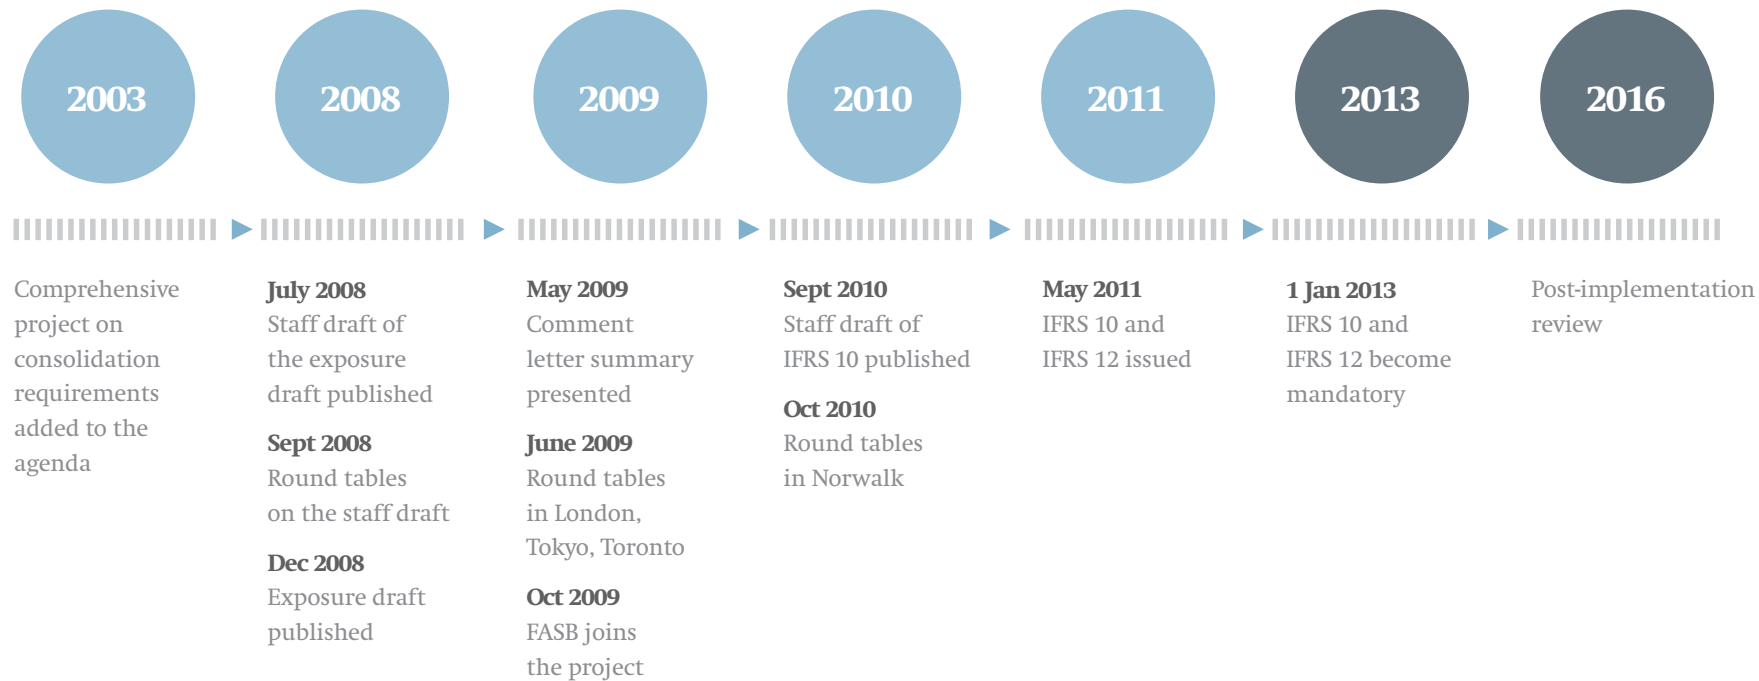 2003
2008
2009
2010
2011
2013
2016
Comprehensive
project on
consolidation
requirements
added to the
agenda
July 2008
Staff draft of
the exposure
draft published
Sept 2008
Round tables
on the staff draft
Dec 2008
Exposure draft
published
May 2009
Comment
letter summary
presented
June 2009
Round tables
in London,
Tokyo, Toronto
Oct 2009
FASB joins
the project
Sept 2010
Staff draft of
IFRS 10 published
Oct 2010
Round tables
in Norwalk
May 2011
IFRS 10 and
IFRS 12 issued
1 Jan 2013
IFRS 10 and
IFRS 12 become
mandatory
Post-implementation
review